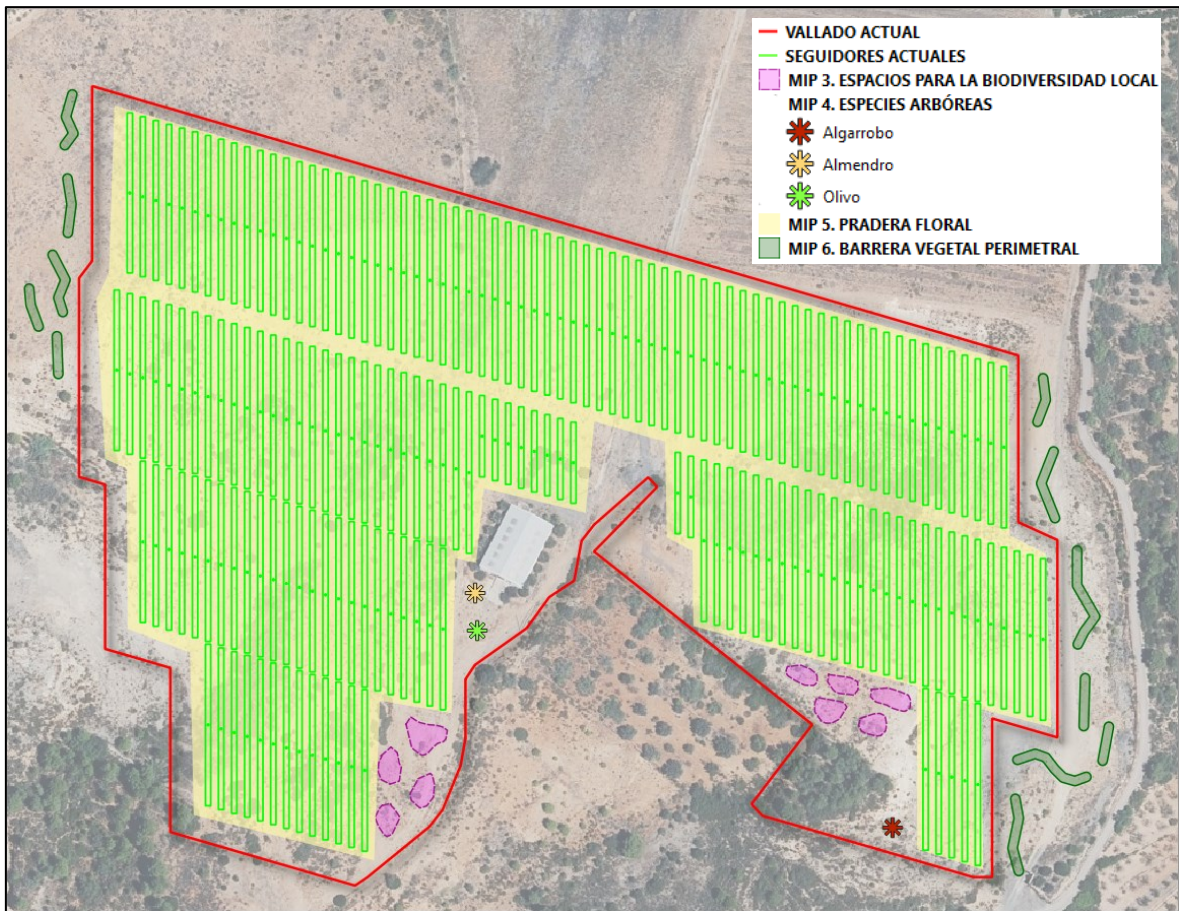 VALLADO ACTUAL
SEGUIDORES ACTUALES
MIP 3. ESPACIOS PARA LA BIODIVERSIDAD LOCAL
MIP 4. ESPECIES ARBÓREAS
Algarrobo
Almendro
Olivo
MIP 5. PRADERA FLORAL
MIP 6. BARRERA VEGETAL PERIMETRAL